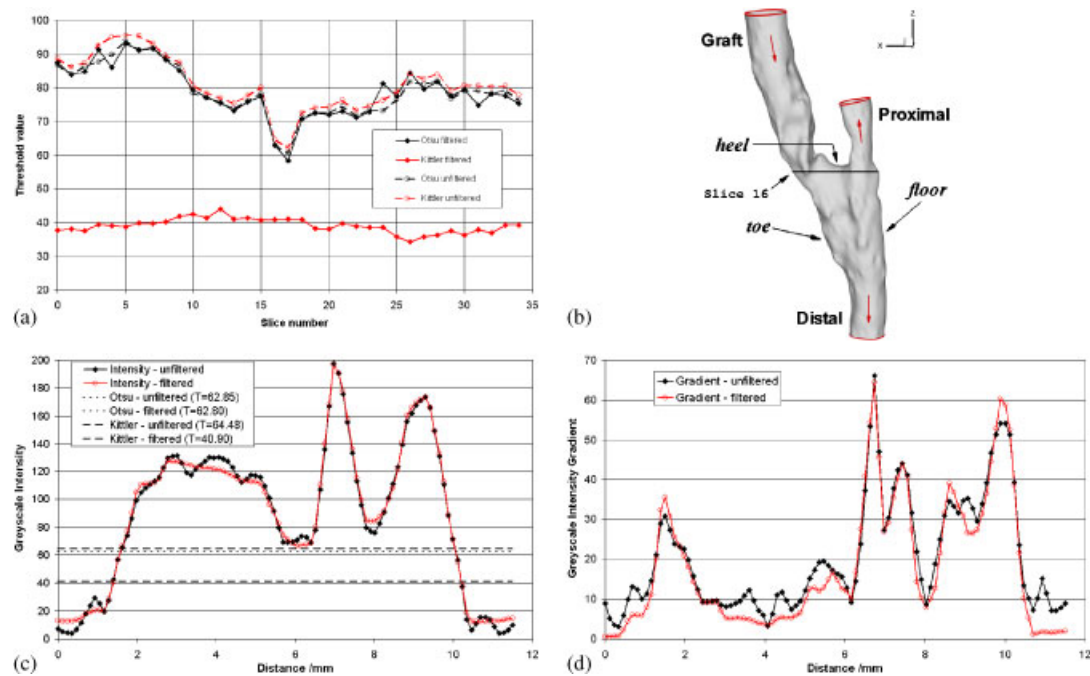 100
90
80
70
60
50
40
30
20
Threshold value
0 5 10 15 20 25 30 35
Slice number
Otsu filtered
Kittler filtered
Otsu unfiltered
Kittler unfiltered
(a)
Graft
z
x
Proximal
heel
Slice 16
floor
toe
Distal
(b)
200
180
160
140
120
100
80
60
40
20
0
Greyscale Intensity
0 2 4 6 8 10 12
Distance /mm
Intensity - unfiltered
Intensity - filtered
Otsu - unfiltered (T=62.85)
Otsu - filtered (T=62.80)
Kittler - unfiltered (T=64.48)
Kittler - filtered (T=40.90)
(c)
70
60
50
40
30
20
10
0
Greyscale Intensity Gradient
0 2 4 6 8 10 12
Distance /mm
Gradient - unfiltered
Gradient - filtered
(d)